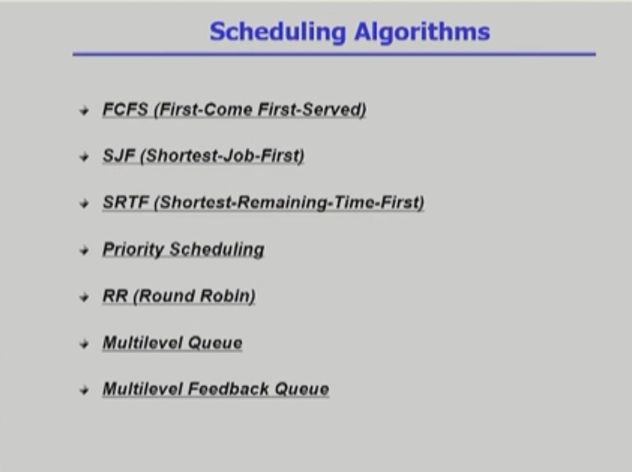 Scheduling Algorithms
FCFS (First-Come First-Served)
SJF (Shortest-Job-First)
SRTF (Shortest-Remaining-Time-First)
Priority Scheduling
RR (Round Robin)
Multilevel Queue
Multilevel Feedback Queue